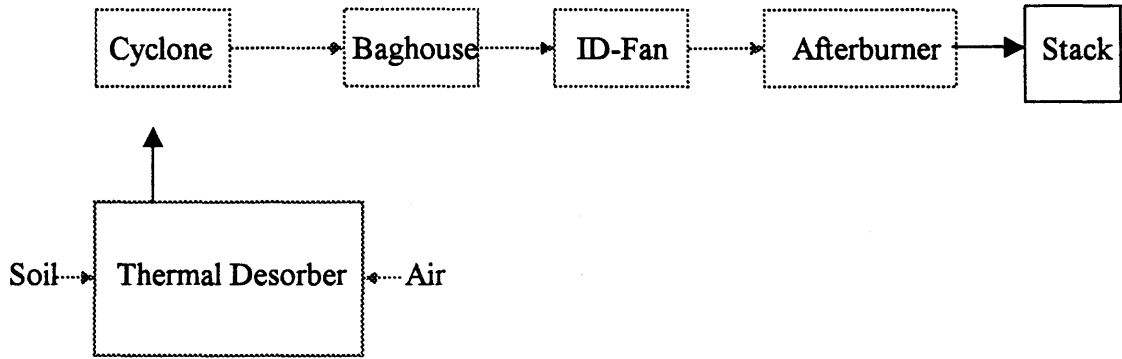 Cyclone
Baghouse
ID-Fan
Afterburner
Stack
Soil
Thermal Desorber
Air